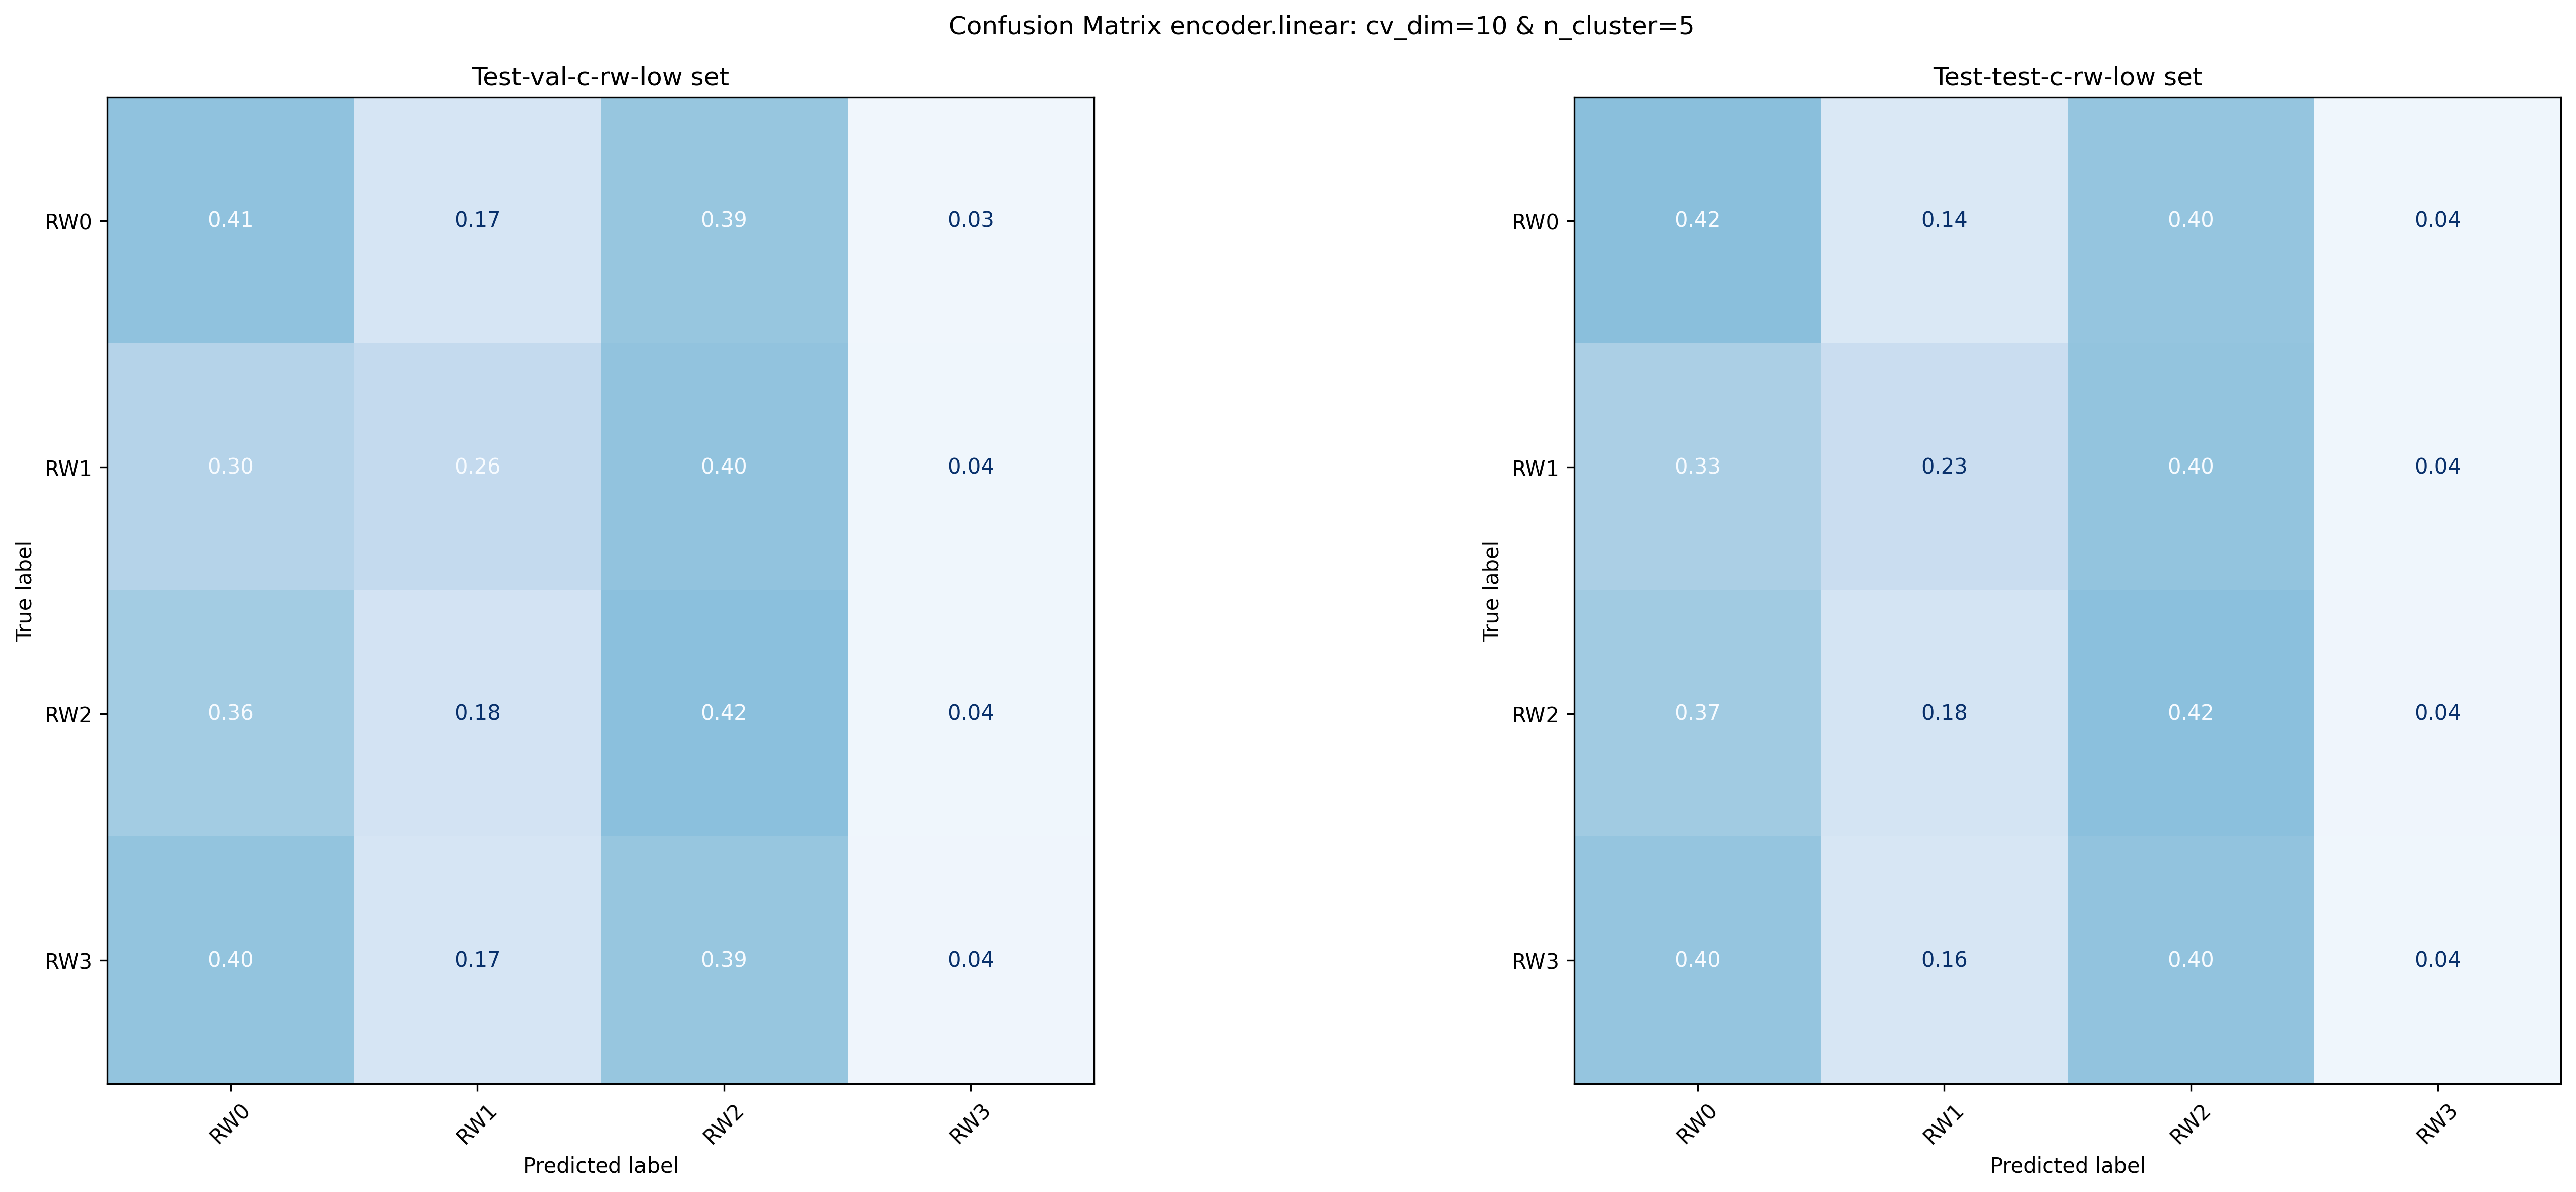 Confusion Matrix encoder.linear: cv_dim=10 & n_cluster=5
Test-val-c-rw-low set
True label
RW0 0.41 0.17 0.39 0.03
RW1 0.30 0.26 0.40 0.04
RW2 0.36 0.18 0.42 0.04
RW3 0.40 0.17 0.39 0.04
RW0 RW1 RW2 RW3
Predicted label
Test-test-c-rw-low set
True label
RW0 0.42 0.14 0.40 0.04
RW1 0.33 0.23 0.40 0.04
RW2 0.37 0.18 0.42 0.04
RW3 0.40 0.16 0.40 0.04
RW0 RW1 RW2 RW3
Predicted label